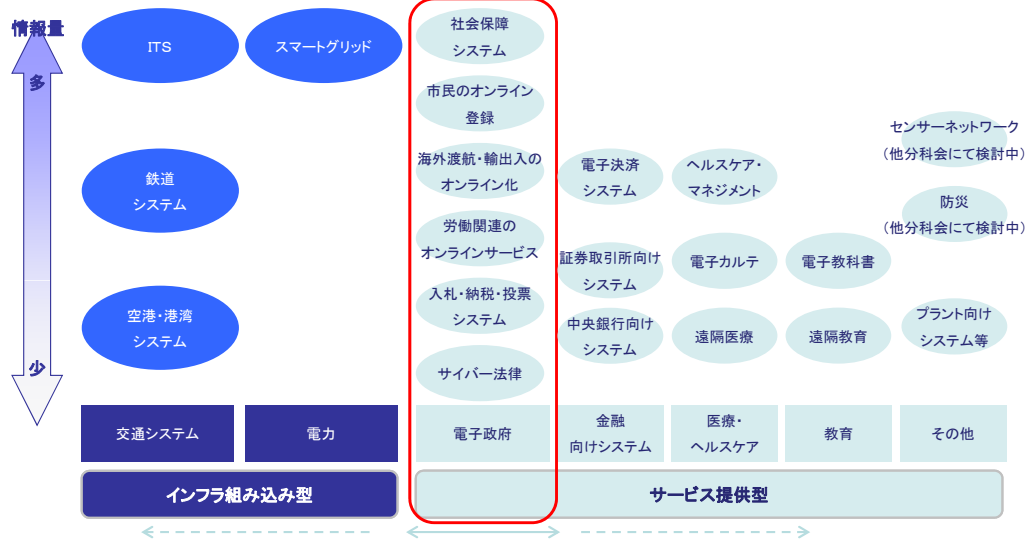 情報量
多
少
ITS
スマートグリッド
鉄道
システム
空港・港湾
システム
社会保障
システム
市民のオンライン
登録
海外渡航・輸出入の
オンライン化
労働関連の
オンラインサービス
入札・納税・投票
システム
サイバー法律
電子決済
システム
証券取引所向け
システム
中央銀行向け
システム
ヘルスケア・
マネジメント
電子カルテ
遠隔医療
電子教科書
遠隔教育
センサーネットワーク
(他分科会にて検討中)
防災
(他分科会にて検討中)
プラント向け
システム等
交通システム
電力
電子政府
金融
向けシステム
医療・
ヘルスケア
教育
その他
インフラ組み込み型
サービス提供型